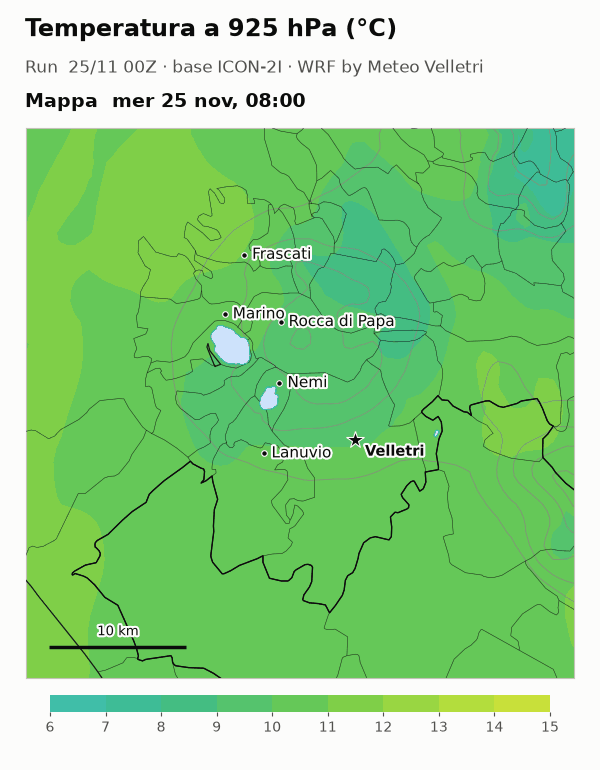 Temperatura a 925 hPa (°C)
Run  25/11 00Z · base ICON-2I · WRF by Meteo Velletri
Mappa  mer 25 nov, 08:00
Frascati
Marino
Rocca di Papa
Nemi
Velletri
Lanuvio
10 km
6 7 8 9 10 11 12 13 14 15